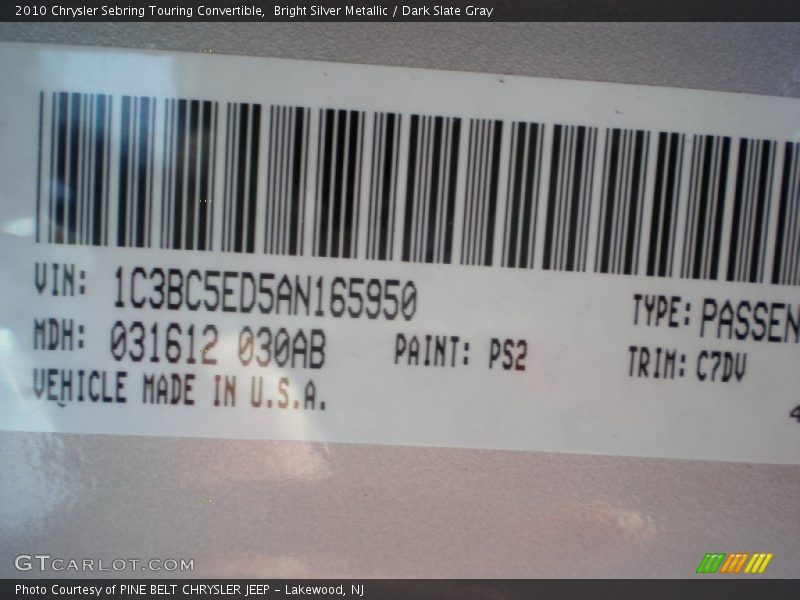 2010 Chrysler Sebring Touring Convertible, Bright Silver Metallic / Dark Slate Gray
VIN: 1C3BC5ED5AN165950
TYPE: PASSEN
MDH: 031612 030AB
PAINT: PS2
TRIM: C7DV
VEHICLE MADE IN U.S.A.
4
GTCARLOT.COM
Photo Courtesy of PINE BELT CHRYSLER JEEP - Lakewood, NJ